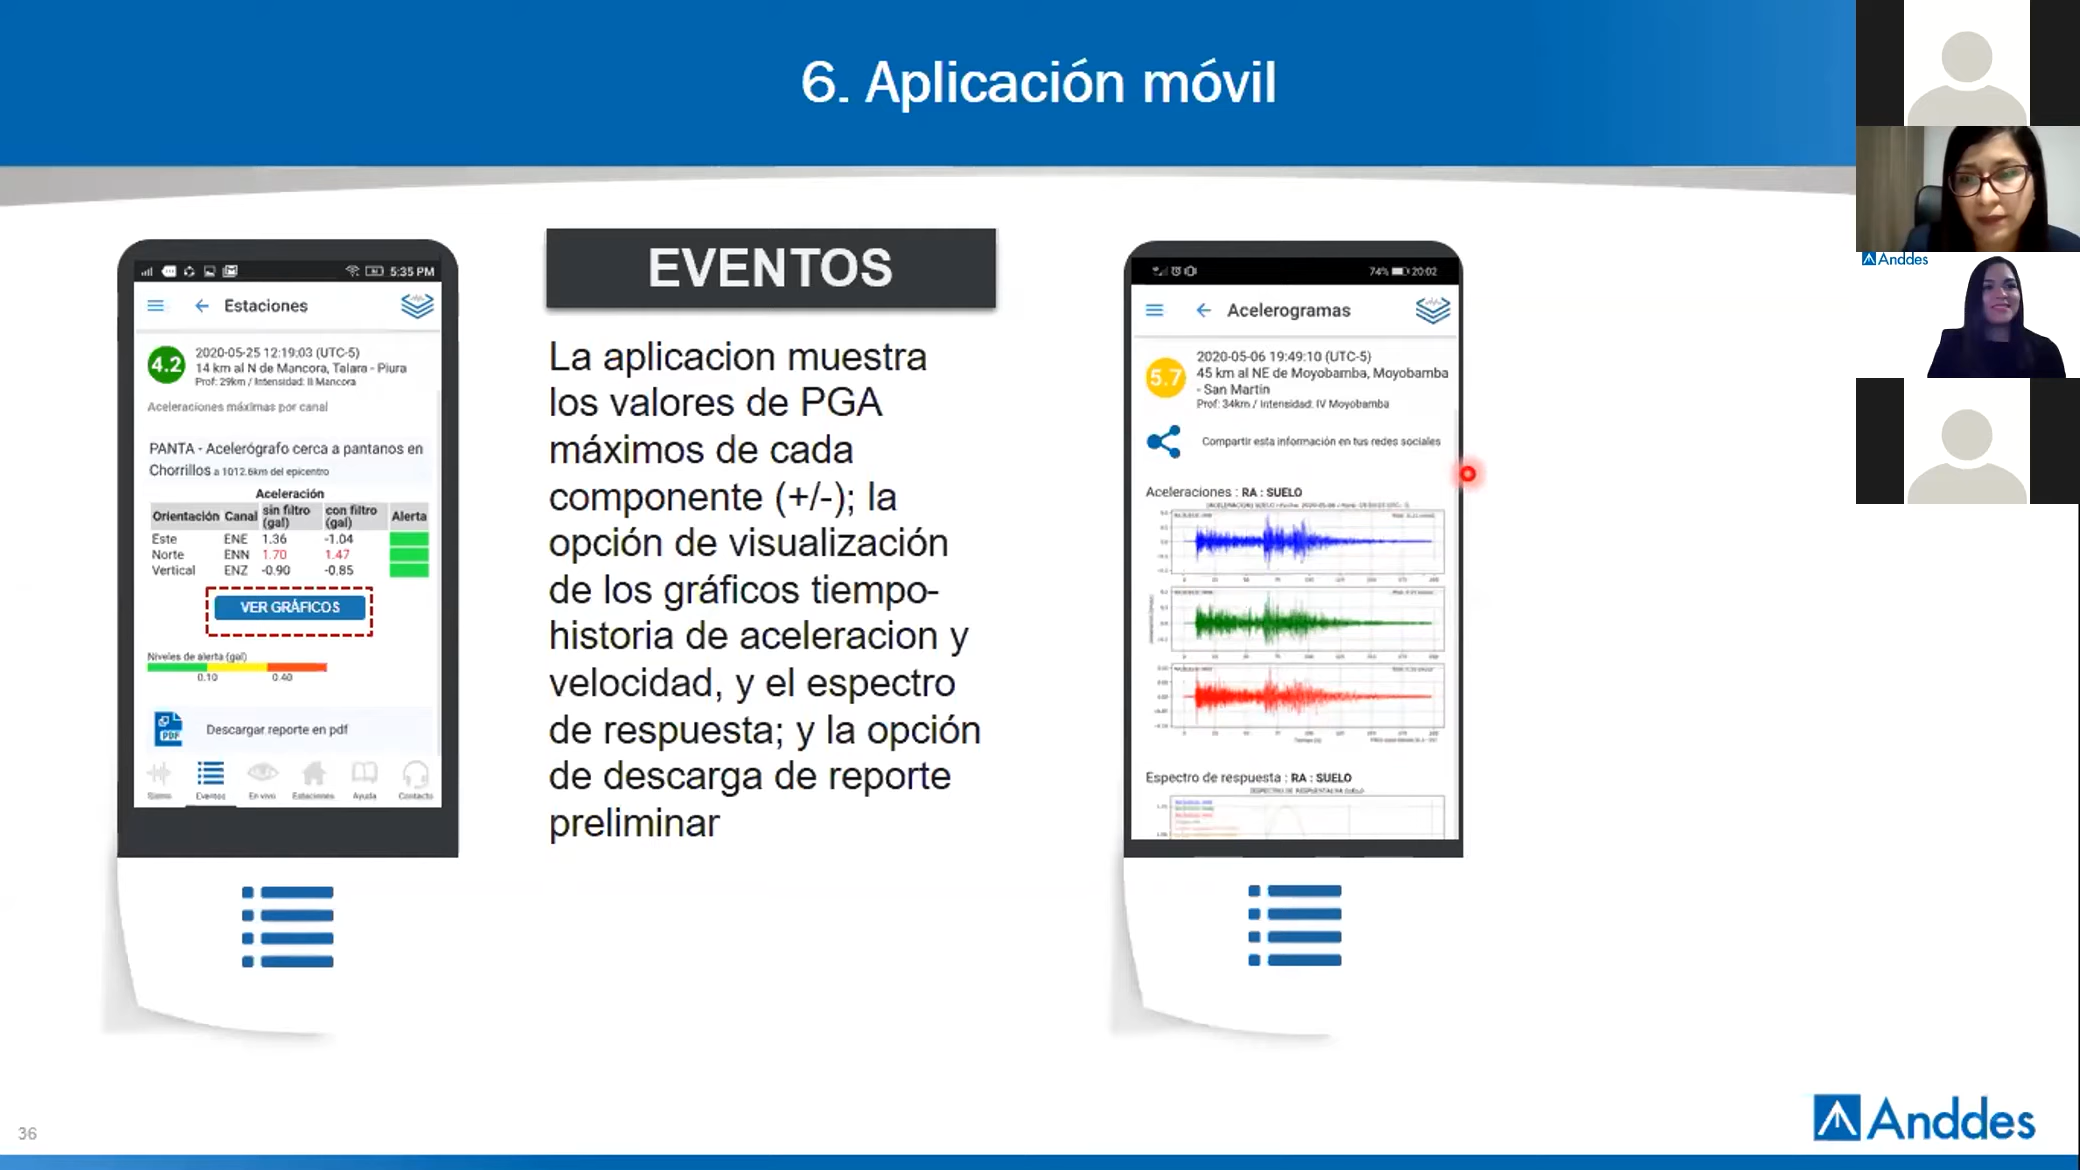 6. Aplicación móvil
Anddes
5:35 PM
Estaciones
4.2
2020-05-25 12:19:03 (UTC-5)
14 km al N de Mancora, Talara - Piura
Prof: 29km / Intensidad: II Mancora
Aceleraciones máximas por canal
PANTA - Acelerógrafo cerca a pantanos en
Chorrillos a 1012.6km del epicentro
Aceleración
Orientación Canal sin filtro (gal) con filtro (gal) Alerta
Este ENE 1.36 -1.04
Norte ENN 1.70 1.47
Vertical ENZ -0.90 -0.85
VER GRÁFICOS
Niveles de alerta (gal)
0.10 0.40
PDF
Descargar reporte en pdf
Sismo Eventos En vivo Estaciones Ayuda Contacto
EVENTOS
La aplicacion muestra
los valores de PGA
máximos de cada
componente (+/-); la
opción de visualización
de los gráficos tiempo-
historia de aceleracion y
velocidad, y el espectro
de respuesta; y la opción
de descarga de reporte
preliminar
74% 20:02
Acelerogramas
5.7
2020-05-06 19:49:10 (UTC-5)
45 km al NE de Moyobamba, Moyobamba
- San Martin
Prof: 34km / Intensidad: IV Moyobamba
Compartir esta información en tus redes sociales
Aceleraciones : RA : SUELO
Espectro de respuesta : RA : SUELO
36
Anddes